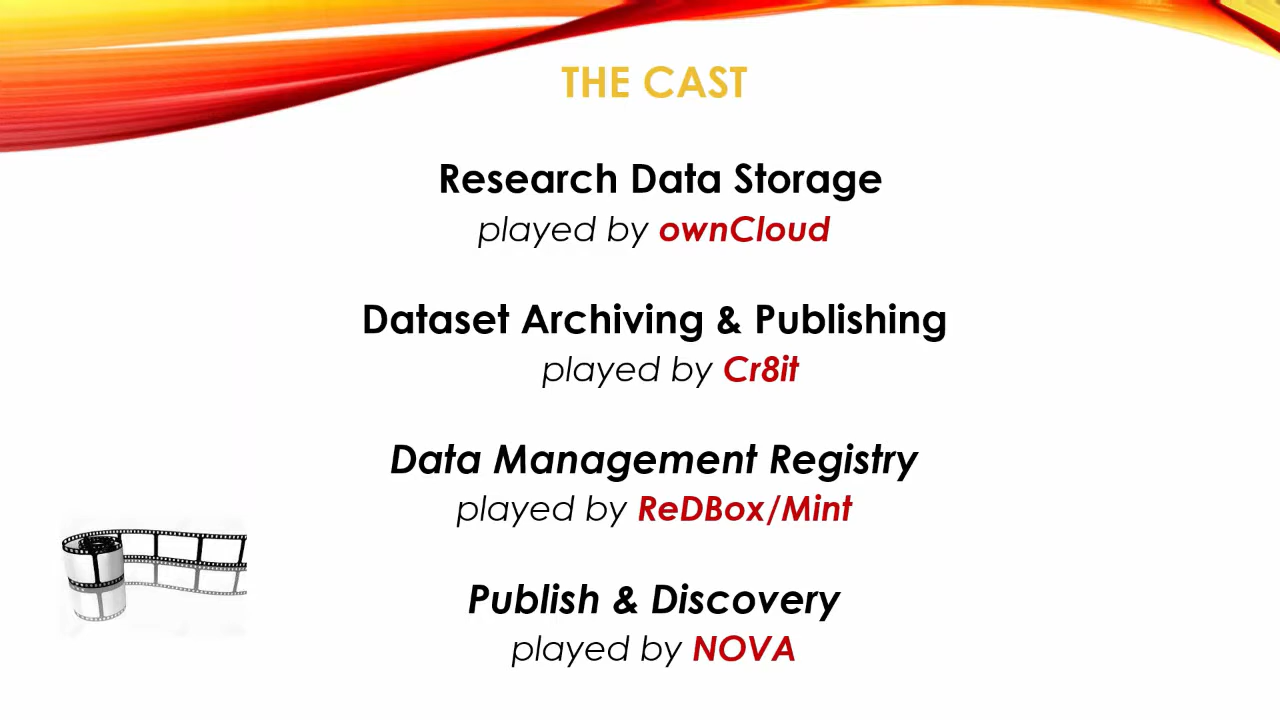 THE CAST
Research Data Storage
played by ownCloud
Dataset Archiving & Publishing
played by Cr8it
Data Management Registry
played by ReDBox/Mint
Publish & Discovery
played by NOVA